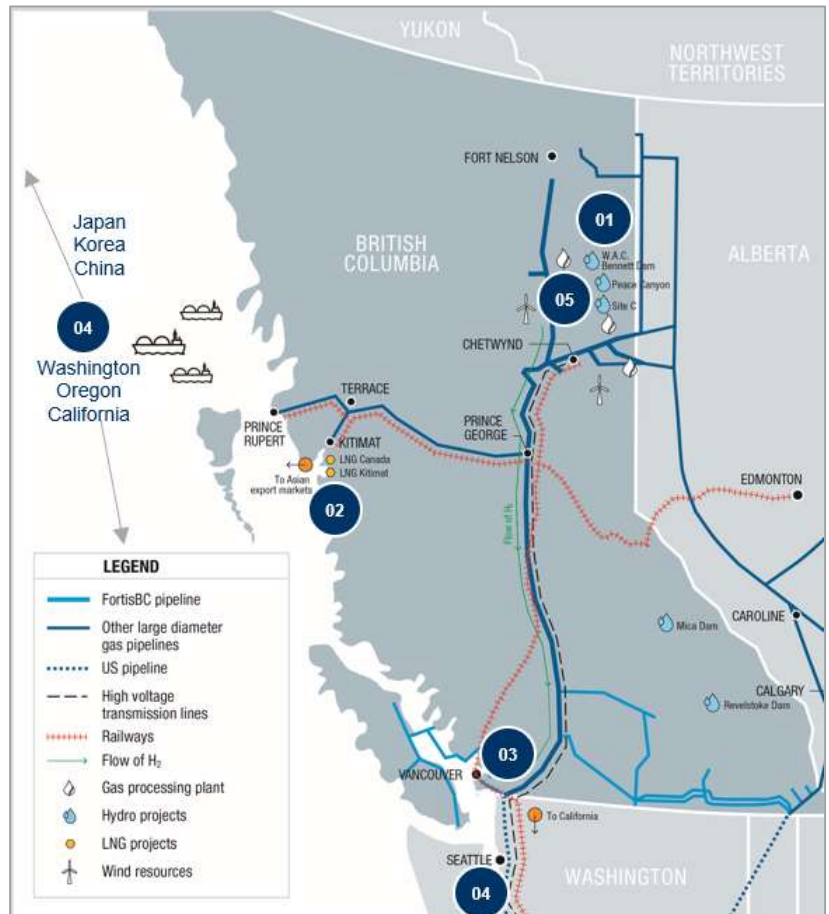 YUKON
NORTHWEST
TERRITORIES
FORT NELSON
01
Japan
Korea
China
BRITISH
COLUMBIA
ALBERTA
W.A.C.
Bennett Dam
Peace Canyon
05
Site C
04
Washington
Oregon
California
CHETWYND
TERRACE
PRINCE
RUPERT
KITIMAT
PRINCE
GEORGE
LNG Canada
LNG Kitimat
To Asian
export markets
EDMONTON
02
Flow of H₂
LEGEND
FortisBC pipeline
Other large diameter
gas pipelines
US pipeline
High voltage
transmission lines
Railways
Flow of H₂
Gas processing plant
Hydro projects
LNG projects
Wind resources
CAROLINE
Mica Dam
CALGARY
Revelstoke Dam
03
VANCOUVER
To California
SEATTLE
WASHINGTON
04